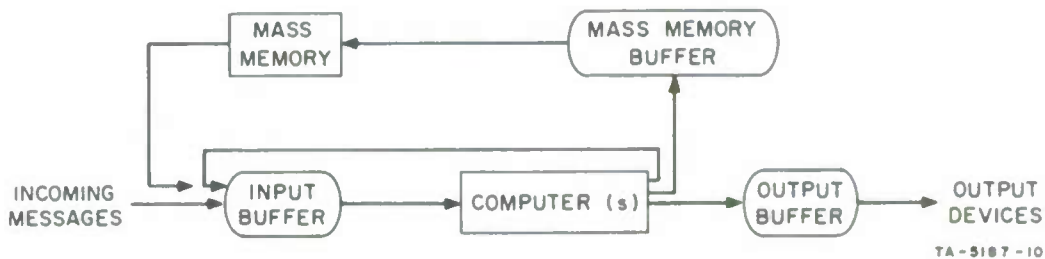 MASS
MEMORY
MASS MEMORY
BUFFER
INCOMING
MESSAGES
INPUT
BUFFER
COMPUTER (s)
OUTPUT
BUFFER
OUTPUT
DEVICES
TA-5187-10